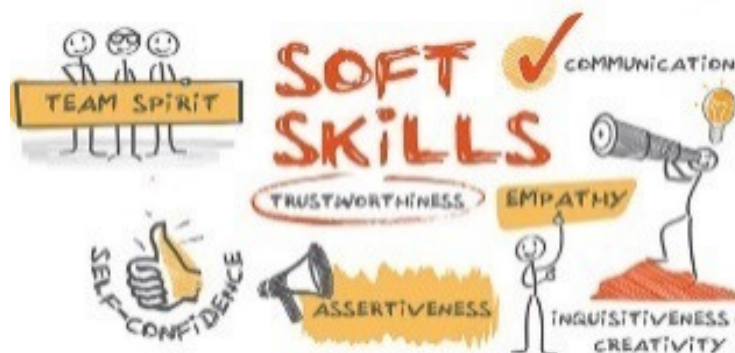 TEAM SPIRIT
SOFT
SKILLS
COMMUNICATION
TRUSTWORTHINESS
EMPATHY
SELF-CONFIDENCE
ASSERTIVENESS
INQUISITIVENESS
CREATIVITY